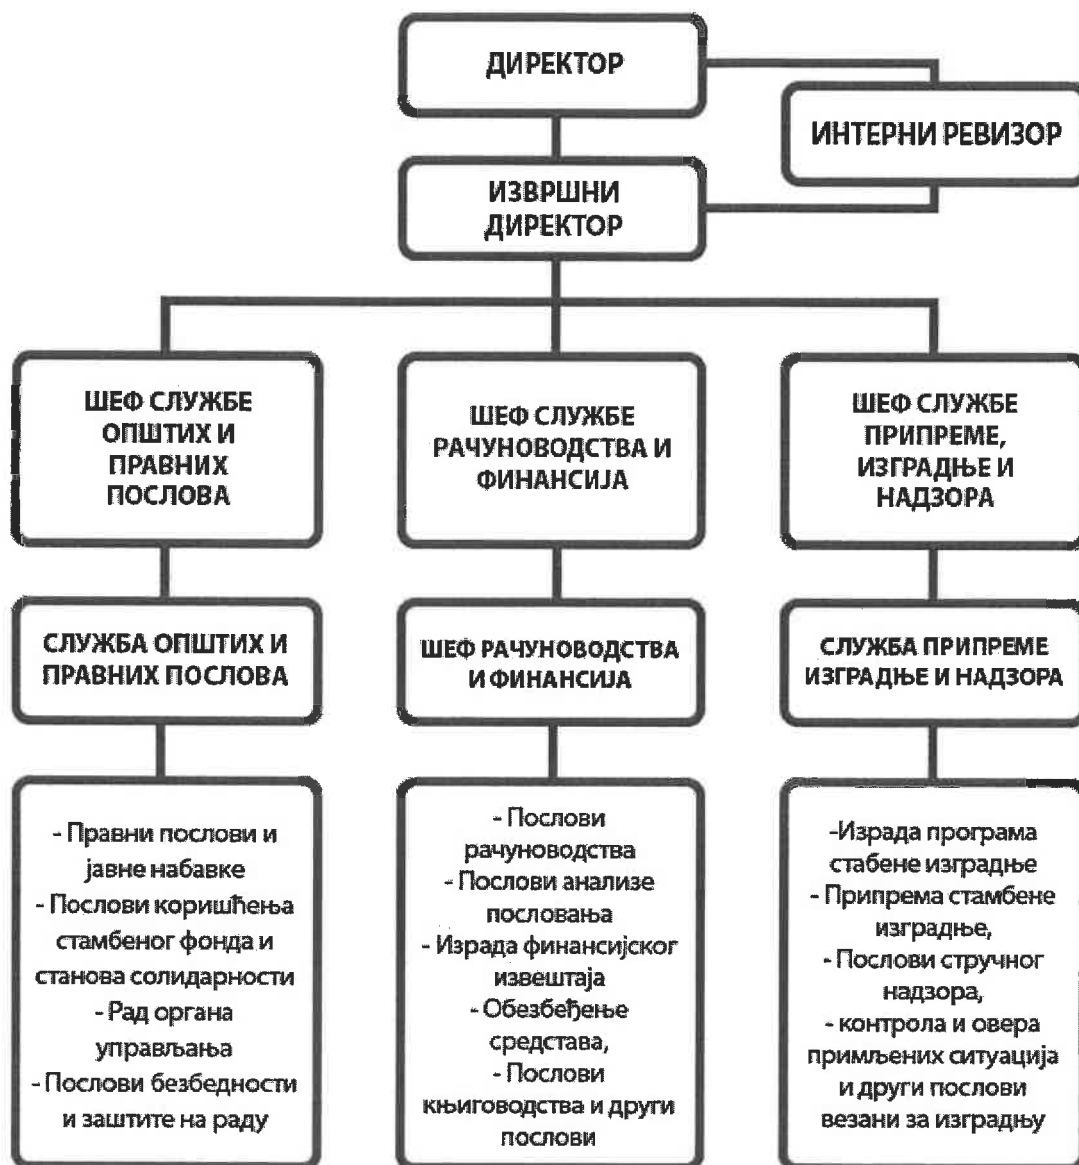 ДИРЕКТОР
ИНТЕРНИ РЕВИЗОР
ИЗВРШНИ
ДИРЕКТОР
ШЕФ СЛУЖБЕ
ОПШТИХ И
ПРАВНИХ
ПОСЛОВА
ШЕФ СЛУЖБЕ
РАЧУНОВОДСТВА И
ФИНАНСИЈА
ШЕФ СЛУЖБЕ
ПРИПРЕМЕ,
ИЗГРАДЊЕ И
НАДЗОРА
СЛУЖБА ОПШТИХ И
ПРАВНИХ ПОСЛОВА
ШЕФ РАЧУНОВОДСТВА
И ФИНАНСИЈА
СЛУЖБА ПРИПРЕМЕ
ИЗГРАДЊЕ И НАДЗОРА
- Правни послови и
јавне набавке
- Послови коришћења
стамбеног фонда и
станова солидарности
- Рад органа
управљања
- Послови безбедности
и заштите на раду
- Послови
рачуноводства
- Послови анализе
пословања
- Израда финансијског
извештаја
- Обезбеђење
средстава,
- Послови
књиговодства и други
послови
-Израда програма
стабене изградње
- Припрема стамбене
изградње,
- Послови стручног
надзора,
- контрола и овера
примљених ситуација
и други послови
везани за изградњу